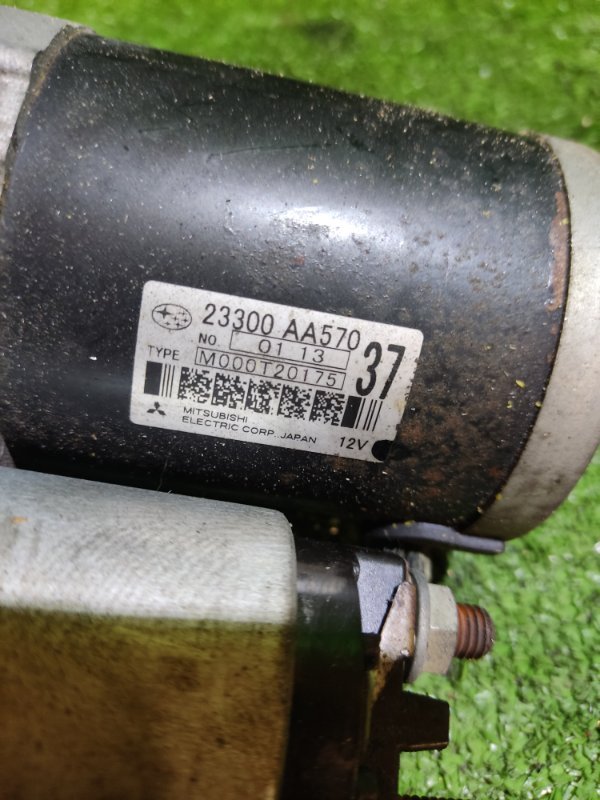 23300 AA570
NO. 01 13
37
TYPE M000T20175
MITSUBISHI
ELECTRIC CORP. JAPAN 12V